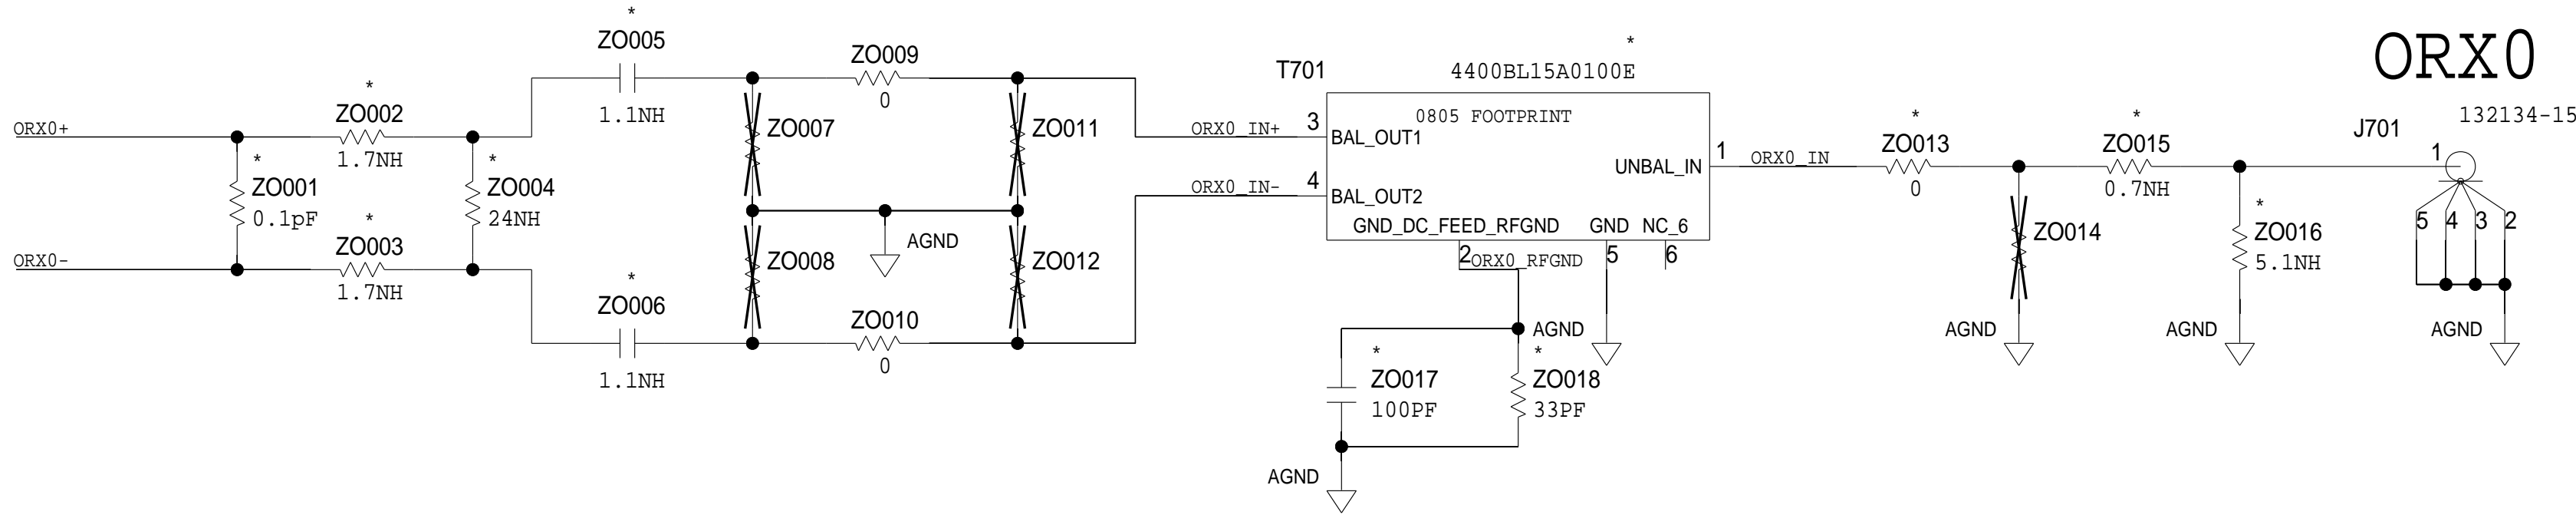 ORX0
132134-15
J701
1
5
4
3
2
AGND
*
ZO005
1.1NH
ZO009
0
*
ZO002
1.7NH
ORX0+
*
ZO001
0.1pF
*
ZO004
24NH
*
ZO003
1.7NH
ORX0-
*
ZO006
1.1NH
ZO007
ZO008
AGND
ZO010
0
ZO011
ZO012
ORX0_IN+
ORX0_IN-
T701
*
4400BL15A0100E
0805 FOOTPRINT
3
BAL_OUT1
4
BAL_OUT2
UNBAL_IN
1
GND_DC_FEED_RFGND
GND
NC_6
2
ORX0_RFGND
5
6
AGND
*
ZO017
100PF
*
ZO018
33PF
AGND
ORX0_IN
*
ZO013
0
*
ZO015
0.7NH
ZO014
AGND
*
ZO016
5.1NH
AGND